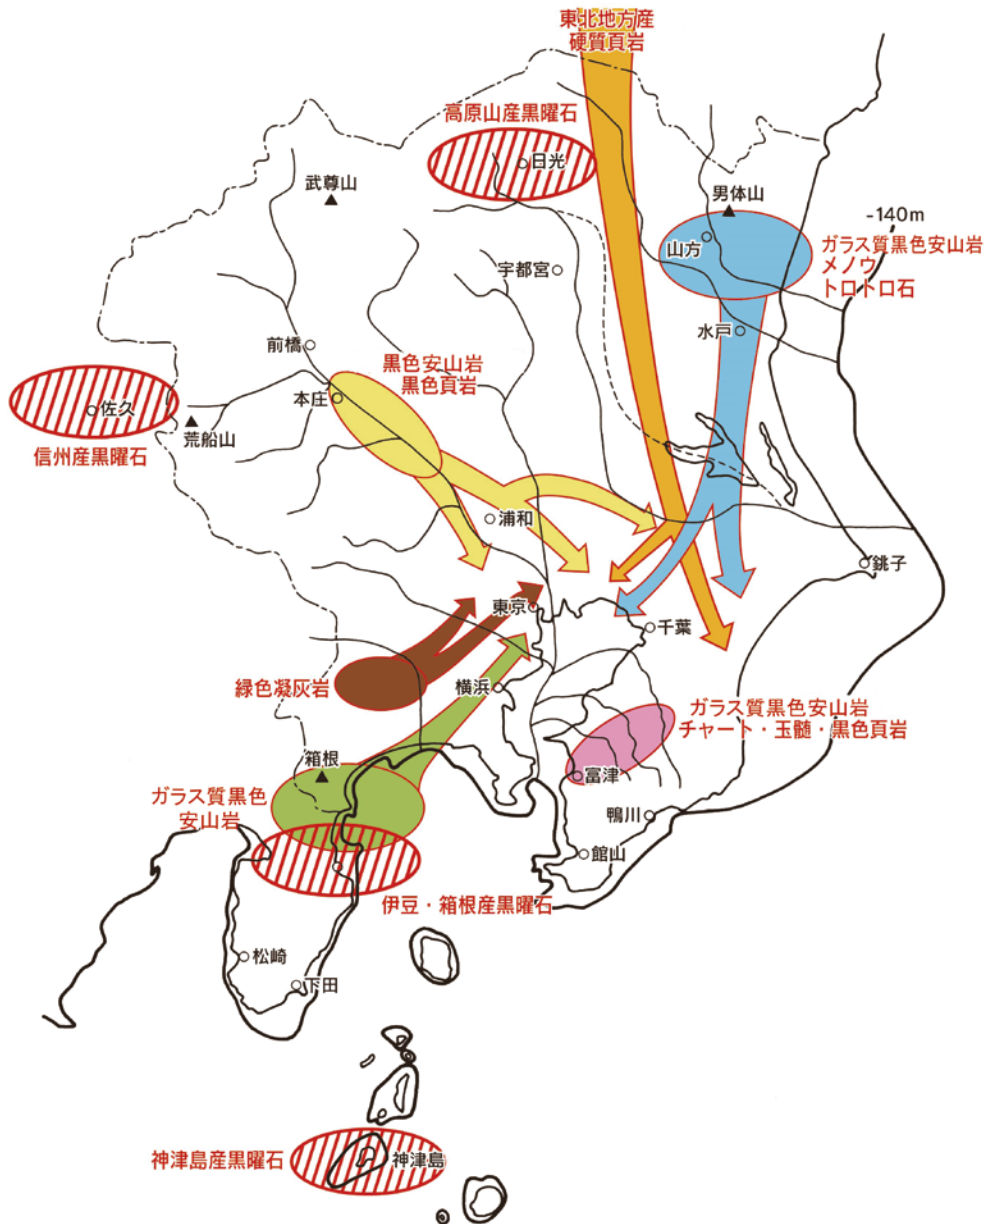 東北地方産
硬質頁岩
高原山産黒曜石
日光
武尊山
男体山
-140m
山方
ガラス質黒色安山岩
メノウ
トロトロ石
宇都宮
水戸
前橋
黒色安山岩
黒色頁岩
本庄
佐久
荒船山
信州産黒曜石
浦和
銚子
東京
千葉
緑色凝灰岩
横浜
ガラス質黒色安山岩
チャート・玉髄・黒色頁岩
箱根
富津
ガラス質黒色
安山岩
鴨川
館山
伊豆・箱根産黒曜石
松崎
下田
神津島産黒曜石
神津島